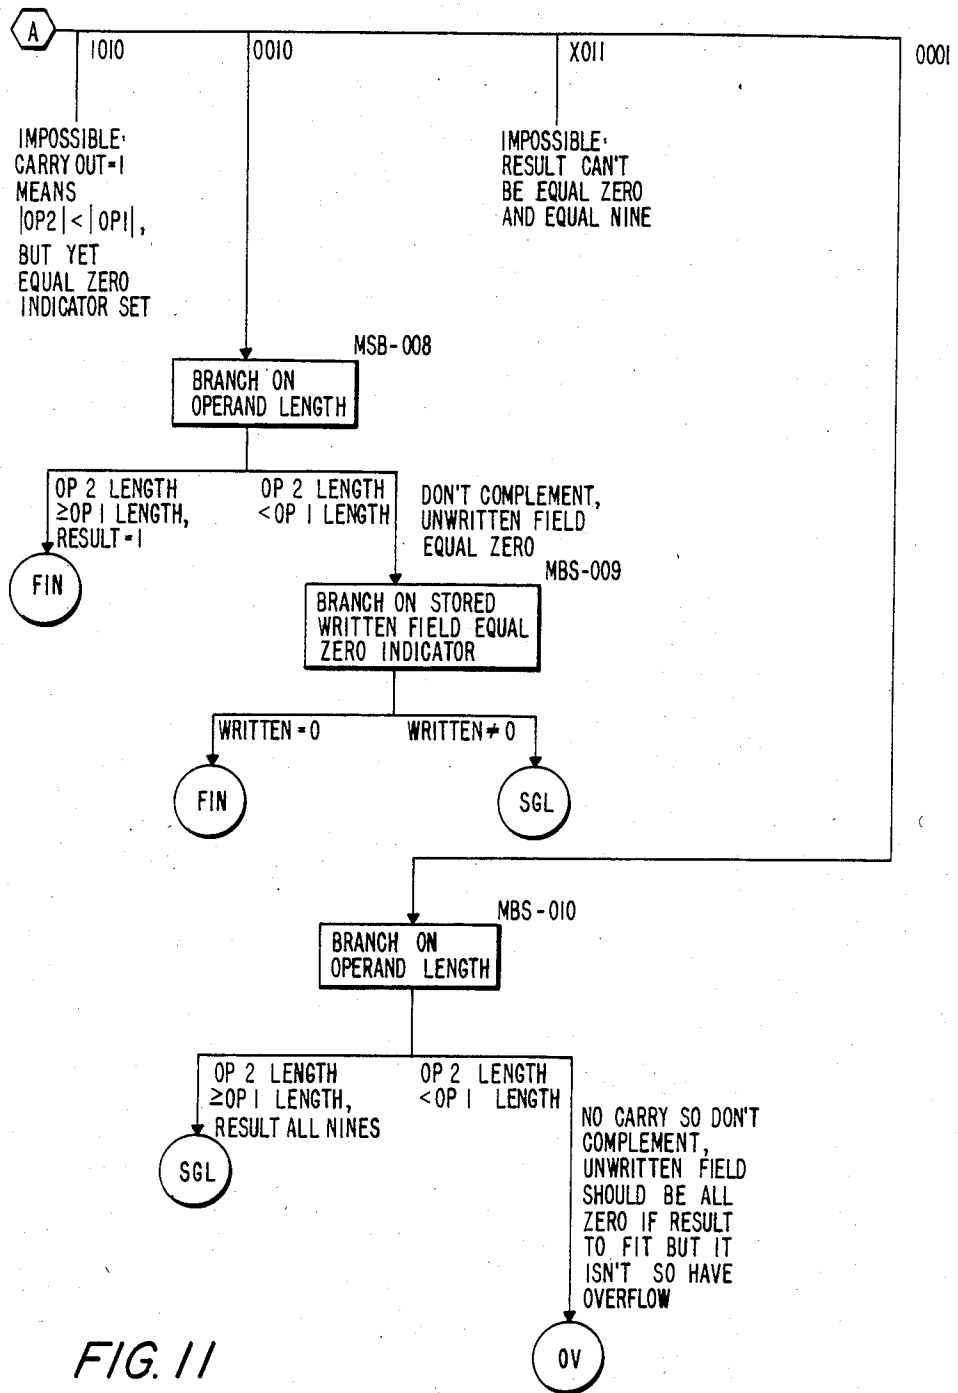 A
1010
0010
X011
0001
IMPOSSIBLE:
CARRY OUT=1
MEANS
|OP2|<|OP1|,
BUT YET
EQUAL ZERO
INDICATOR SET
IMPOSSIBLE:
RESULT CAN'T
BE EQUAL ZERO
AND EQUAL NINE
MSB-008
BRANCH ON
OPERAND LENGTH
OP 2 LENGTH
≥OP 1 LENGTH,
RESULT=1
OP 2 LENGTH
<OP 1 LENGTH
DON'T COMPLEMENT,
UNWRITTEN FIELD
EQUAL ZERO
FIN
MBS-009
BRANCH ON STORED
WRITTEN FIELD EQUAL
ZERO INDICATOR
WRITTEN=0
WRITTEN≠0
FIN
SGL
MBS-010
BRANCH ON
OPERAND LENGTH
OP 2 LENGTH
≥OP 1 LENGTH,
RESULT ALL NINES
OP 2 LENGTH
<OP 1 LENGTH
SGL
NO CARRY SO DON'T
COMPLEMENT,
UNWRITTEN FIELD
SHOULD BE ALL
ZERO IF RESULT
TO FIT BUT IT
ISN'T SO HAVE
OVERFLOW
OV
FIG. 11